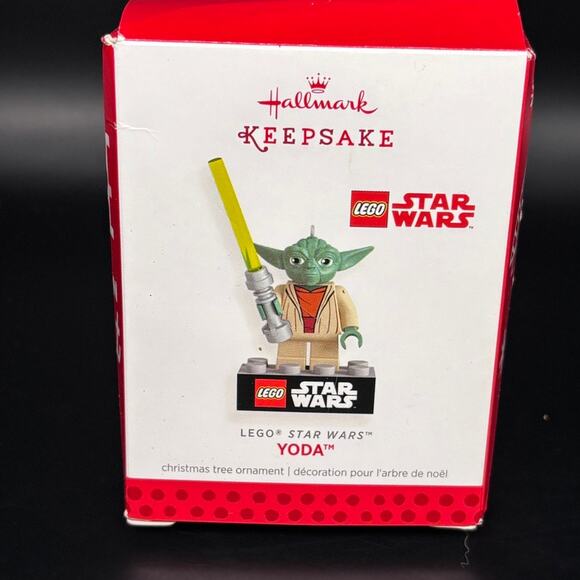 Hallmark
KEEPSAKE
LEGO STAR WARS™
LEGO STAR WARS
LEGO® STAR WARS™
YODA™
christmas tree ornament | décoration pour l'arbre de noël